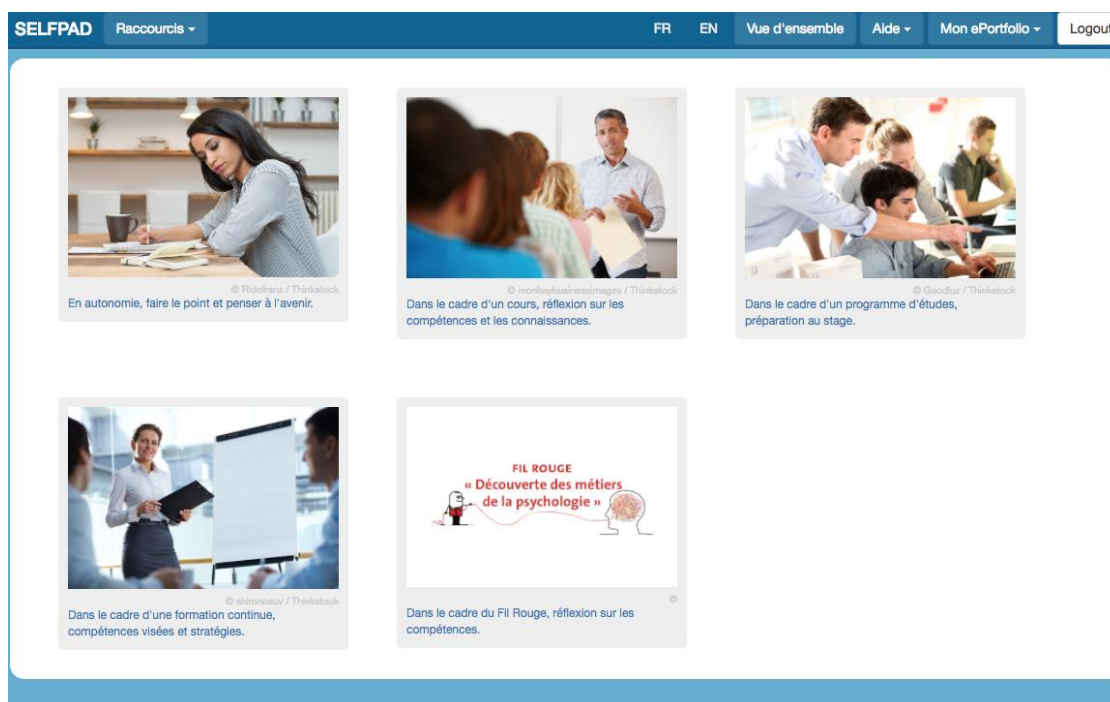 SELFPAD Raccourcis FR EN Vue d'ensemble Aide Mon ePortfolio Logout
© Ridofranz / Thinkstock
En autonomie, faire le point et penser à l'avenir.
© monkeybusinessimages / Thinkstock
Dans le cadre d'un cours, réflexion sur les
compétences et les connaissances.
© Goodluz / Thinkstock
Dans le cadre d'un programme d'études,
préparation au stage.
© shironosov / Thinkstock
Dans le cadre d'une formation continue,
compétences visées et stratégies.
FIL ROUGE
« Découverte des métiers
de la psychologie »
©
Dans le cadre du Fil Rouge, réflexion sur les
compétences.